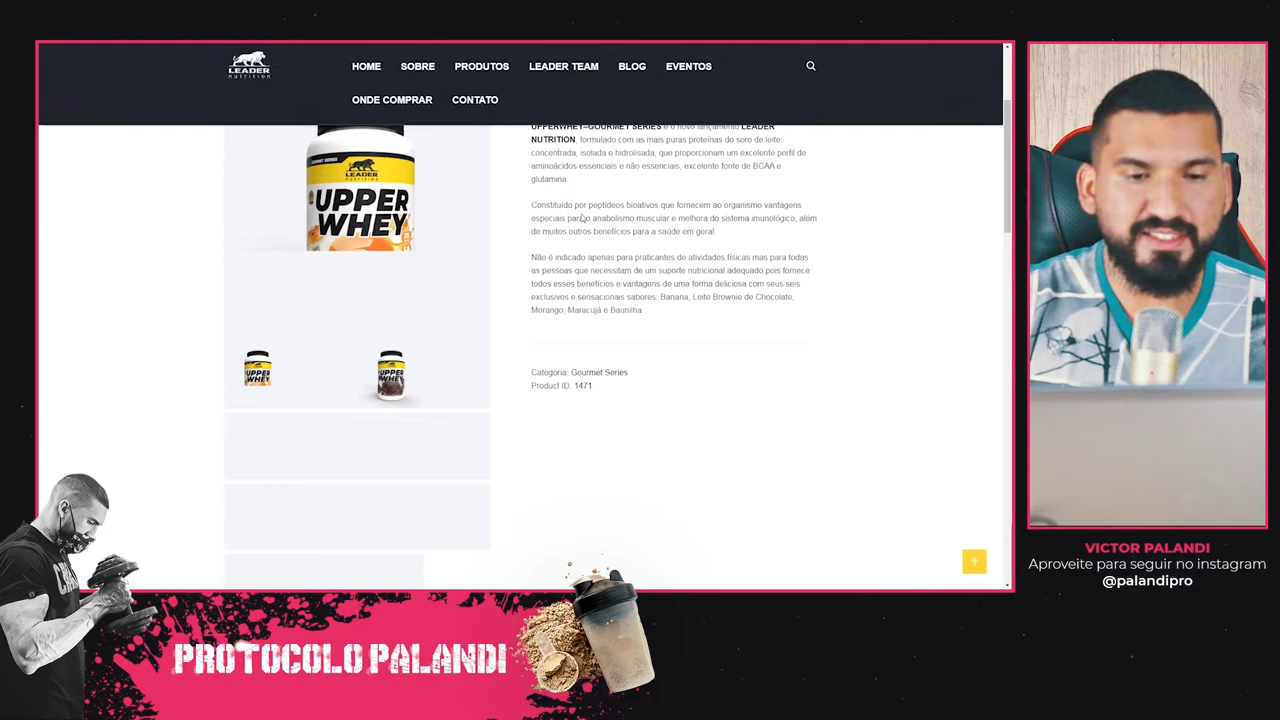 LEADER
nutrition
HOME SOBRE PRODUTOS LEADER TEAM BLOG EVENTOS
ONDE COMPRAR CONTATO
UPPERWHEY–GOURMET SERIES é o novo lançamento LEADER
NUTRITION, formulado com as mais puras proteínas do soro de leite:
concentrada, isolada e hidrolisada, que proporcionam um excelente perfil de
aminoácidos essenciais e não essenciais, excelente fonte de BCAA e
glutamina.
Constituído por peptídeos bioativos que fornecem ao organismo vantagens
especiais para o anabolismo muscular e melhora do sistema imunológico, além
de muitos outros benefícios para a saúde em geral.
Não é indicado apenas para praticantes de atividades físicas mas para todas
as pessoas que necessitam de um suporte nutricional adequado pois fornece
todos esses benefícios e vantagens de uma forma deliciosa com seus seis
exclusivos e sensacionais sabores: Banana, Leite Brownie de Chocolate,
Morango, Maracujá e Baunilha
Categoria: Gourmet Series
Product ID: 1471
GOURMET SERIES
LEADER
UPPER
WHEY
UPPER
WHEY
UPPER
WHEY
VICTOR PALANDI
Aproveite para seguir no instagram
@palandipro
PROTOCOLO PALANDI